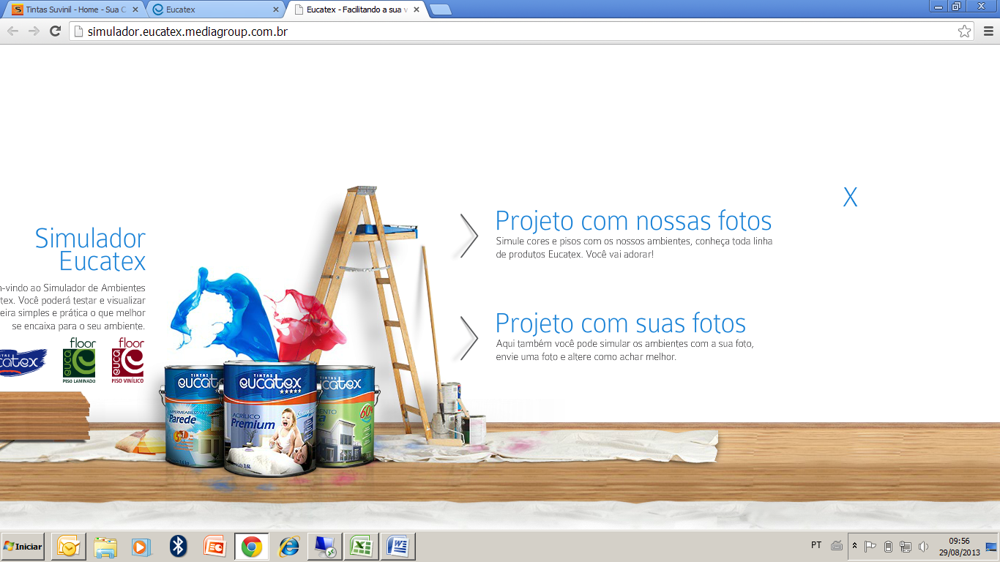 Tintas Suvinil - Home - Sua C
Eucatex
Eucatex - Facilitando a sua v
simulador.eucatex.mediagroup.com.br
X
Projeto com nossas fotos
Simule cores e pisos com os nossos ambientes, conheça toda linha
de produtos Eucatex. Você vai adorar!
Simulador
Eucatex
n-vindo ao Simulador de Ambientes
tex. Você poderá testar e visualizar
eira simples e prática o que melhor
se encaixa para o seu ambiente.
Projeto com suas fotos
Aqui também você pode simular os ambientes com a sua foto,
envie uma foto e altere como achar melhor.
TINTAS
catex
floor
euca
PISO LAMINADO
floor
euca
PISO VINÍLICO
TINTAS
eucatex
Parede
TINTAS
eucatex
ACRÍLICO
Premium
3,6L
catex
60
Iniciar
PT
09:56
29/08/2013